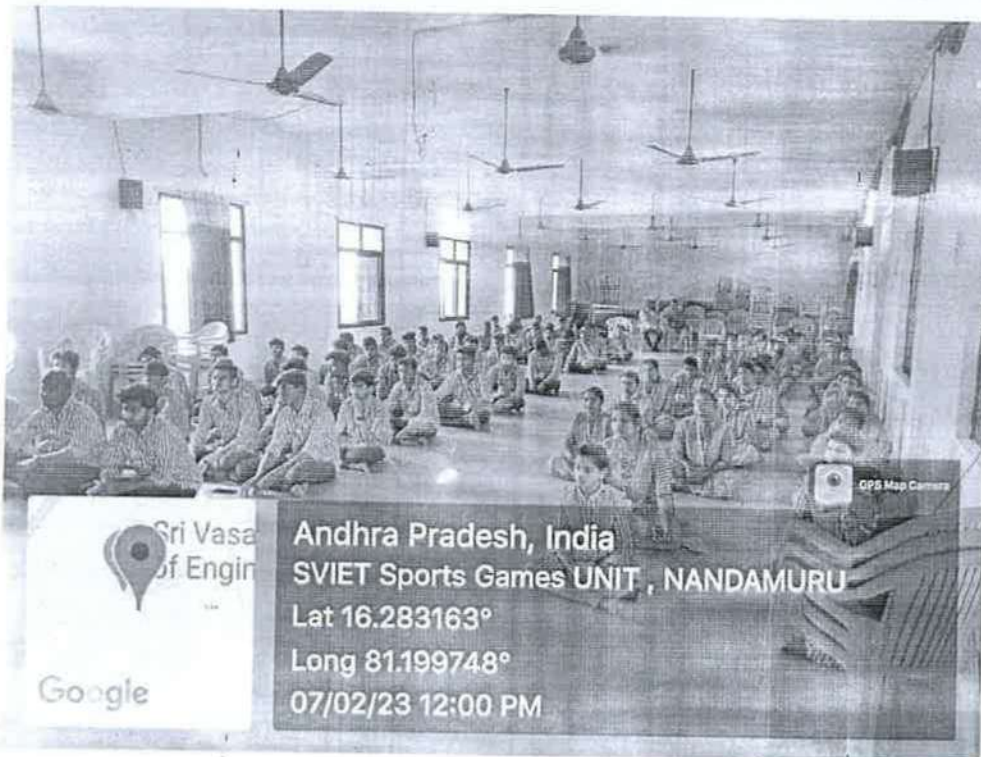 GPS Map Camera
Sri Vasa
of Engin
Google
Andhra Pradesh, India
SVIET Sports Games UNIT , NANDAMURU
Lat 16.283163°
Long 81.199748°
07/02/23 12:00 PM